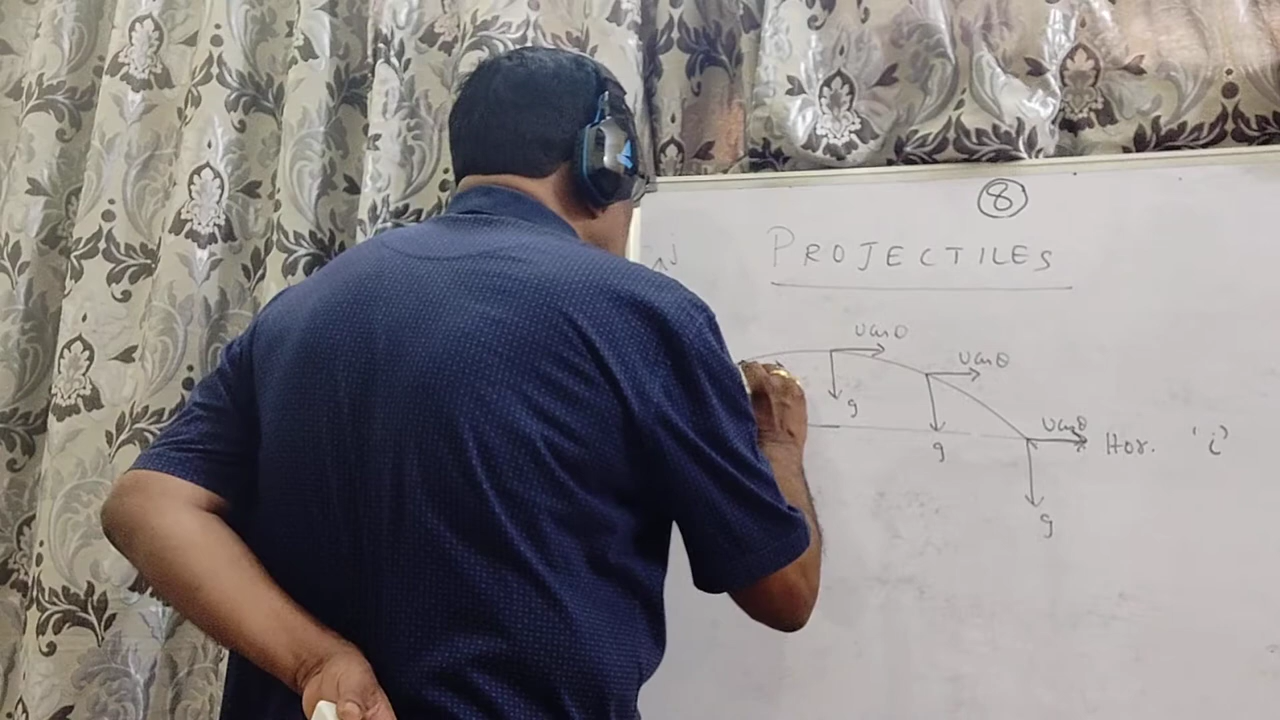 8
PROJECTILES
j
u cos θ
u cos θ
g
u cos θ
Hor. 'i'
g
g